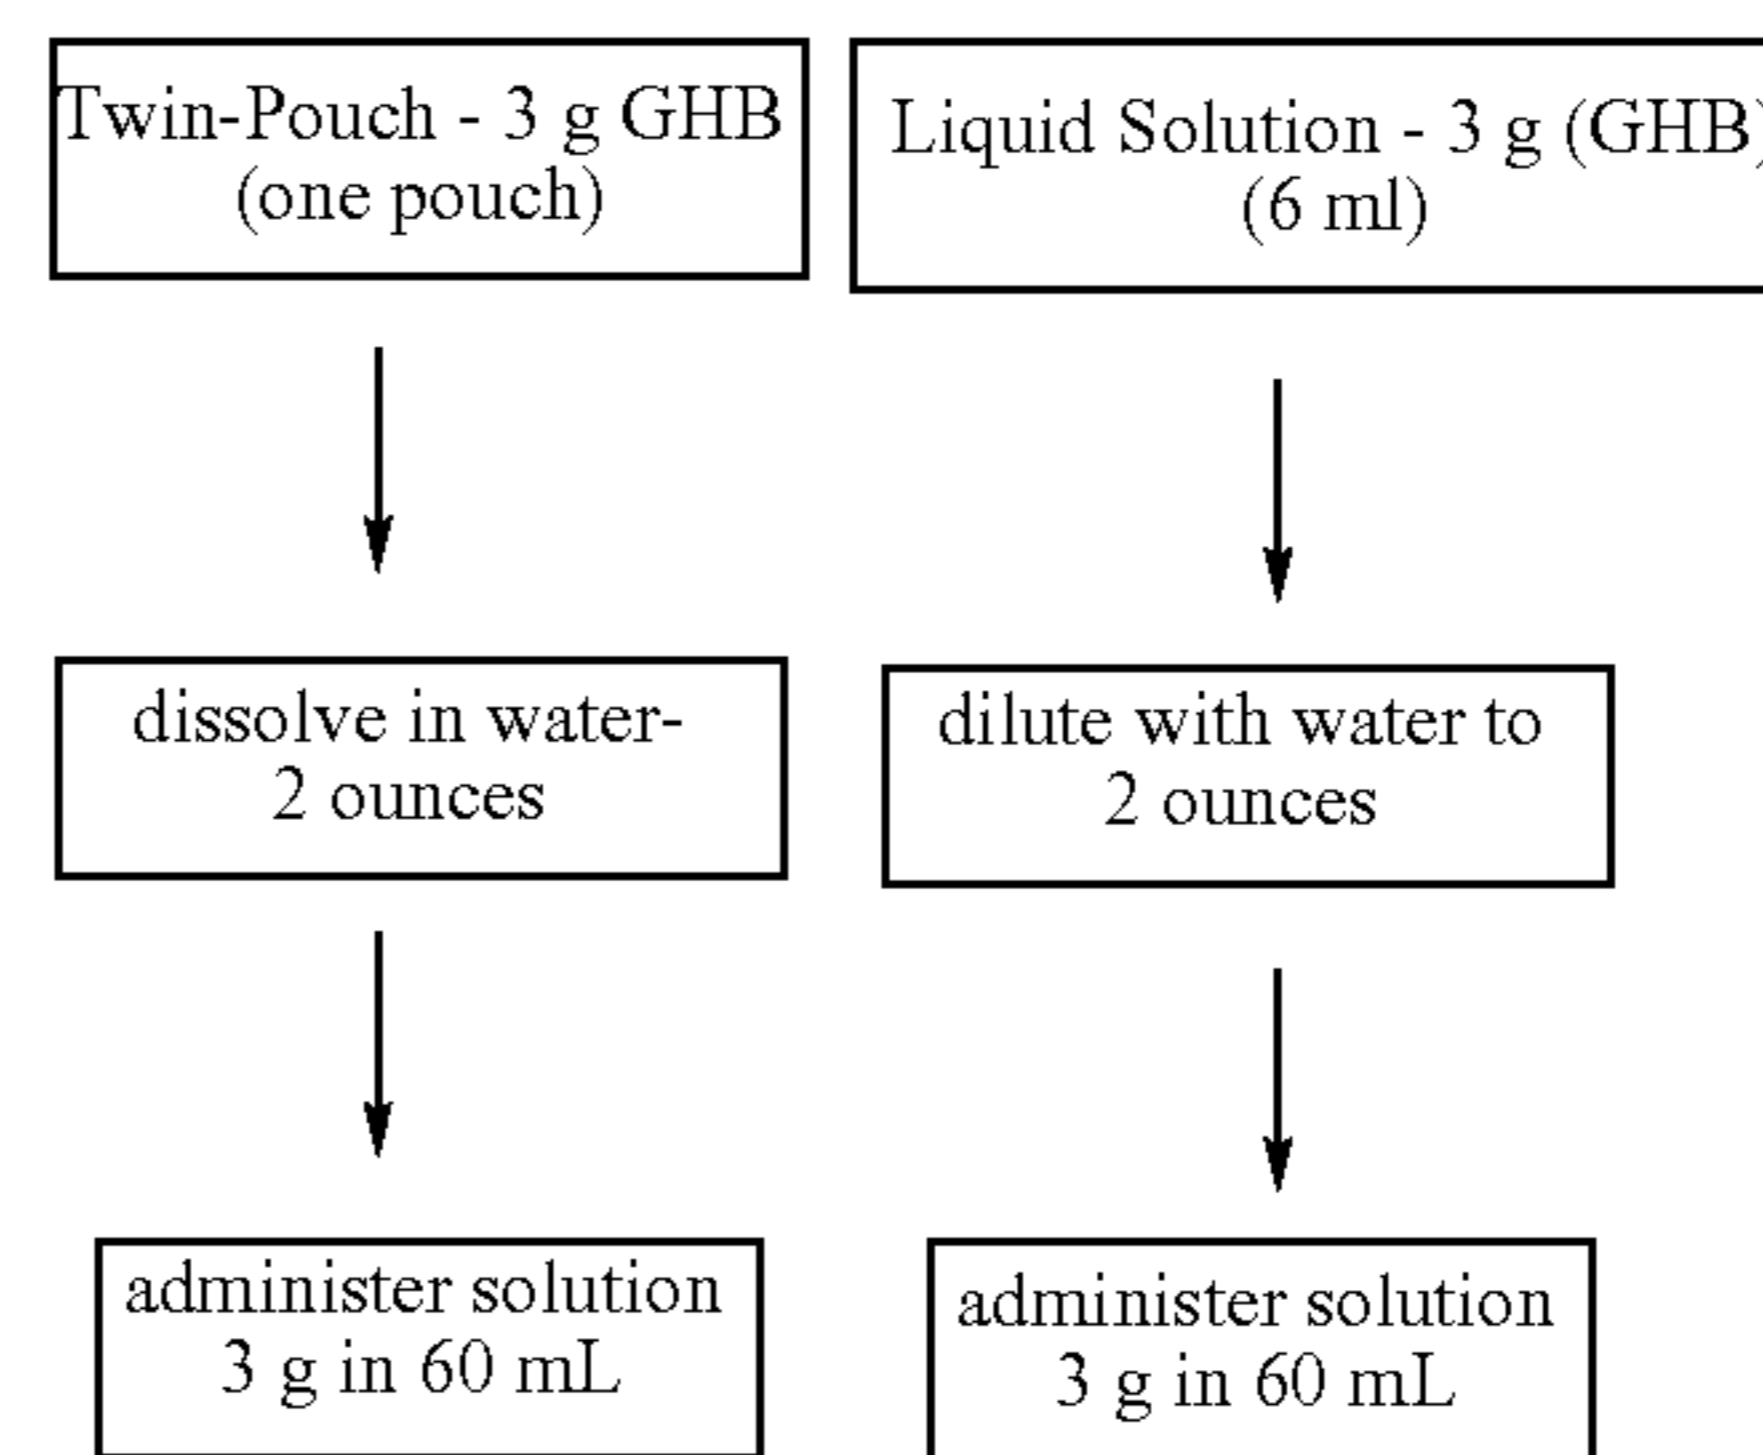 Twin-Pouch - 3 g GHB
(one pouch)
Liquid Solution - 3 g (GHB)
(6 ml)
dissolve in water-
2 ounces
dilute with water to
2 ounces
administer solution
3 g in 60 mL
administer solution
3 g in 60 mL